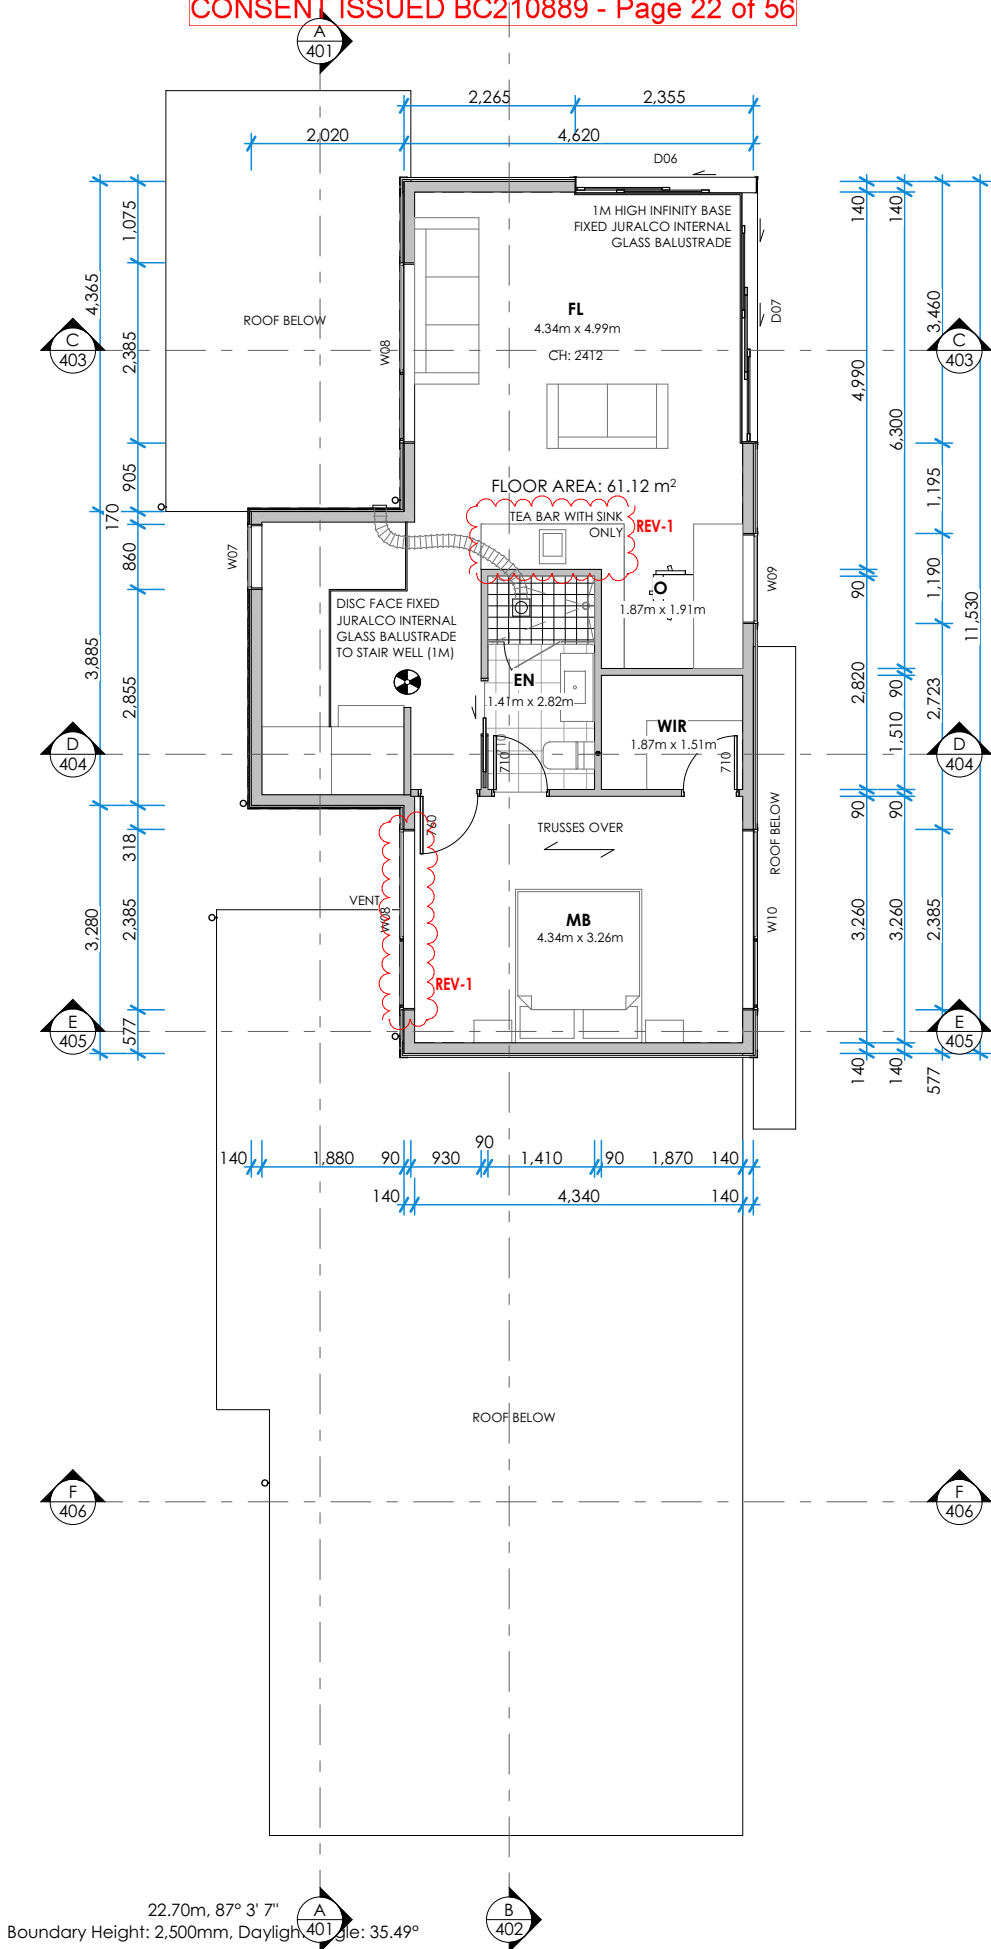 CONSENT ISSUED BC210889 - Page 22 of 56
A
401
2,265
2,355
2,020
4,620
D06
1M HIGH INFINITY BASE
FIXED JURALCO INTERNAL
GLASS BALUSTRADE
140
140
1,075
4,365
2,385
905
170
860
3,885
2,855
318
3,280
2,385
577
ROOF BELOW
W08
FL
4.34m x 4.99m
CH: 2412
D07
C
403
C
403
3,460
4,990
6,300
1,195
1,190
11,530
90
2,820
90
1,510
2,723
90
90
3,260
3,260
2,385
140
140
577
FLOOR AREA: 61.12 m²
TEA BAR WITH SINK
ONLY
REV-1
W07
W09
O
1.87m x 1.91m
DISC FACE FIXED
JURALCO INTERNAL
GLASS BALUSTRADE
TO STAIR WELL (1M)
EN
1.41m x 2.82m
WIR
1.87m x 1.51m
710
710
710
D
404
D
404
760
TRUSSES OVER
ROOF BELOW
VENT
W08
MB
4.34m x 3.26m
W10
REV-1
E
405
E
405
140
1,880
90
930
90
1,410
90
1,870
140
140
4,340
140
ROOF BELOW
F
406
F
406
22.70m, 87° 3' 7"
A
401
B
402
Boundary Height: 2,500mm, Dayligh gle: 35.49°